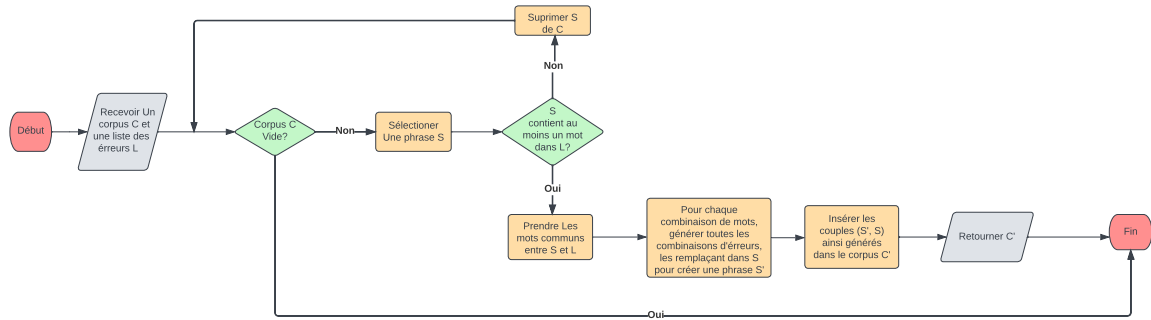 Suprimer S
de C
Non
Début
Recevoir Un
corpus C et
une liste des
érreurs L
Corpus C
Vide?
Non
Sélectioner
Une phrase S
S
contient au
moins un mot
dans L?
Oui
Prendre Les
mots communs
entre S et L
Pour chaque
combinaison de mots,
générer toutes les
combinaisons d'érreurs,
les remplaçant dans S
pour créer une phrase S'
Insérer les
couples (S', S)
ainsi générés
dans le corpus C'
Retourner C'
Fin
Oui